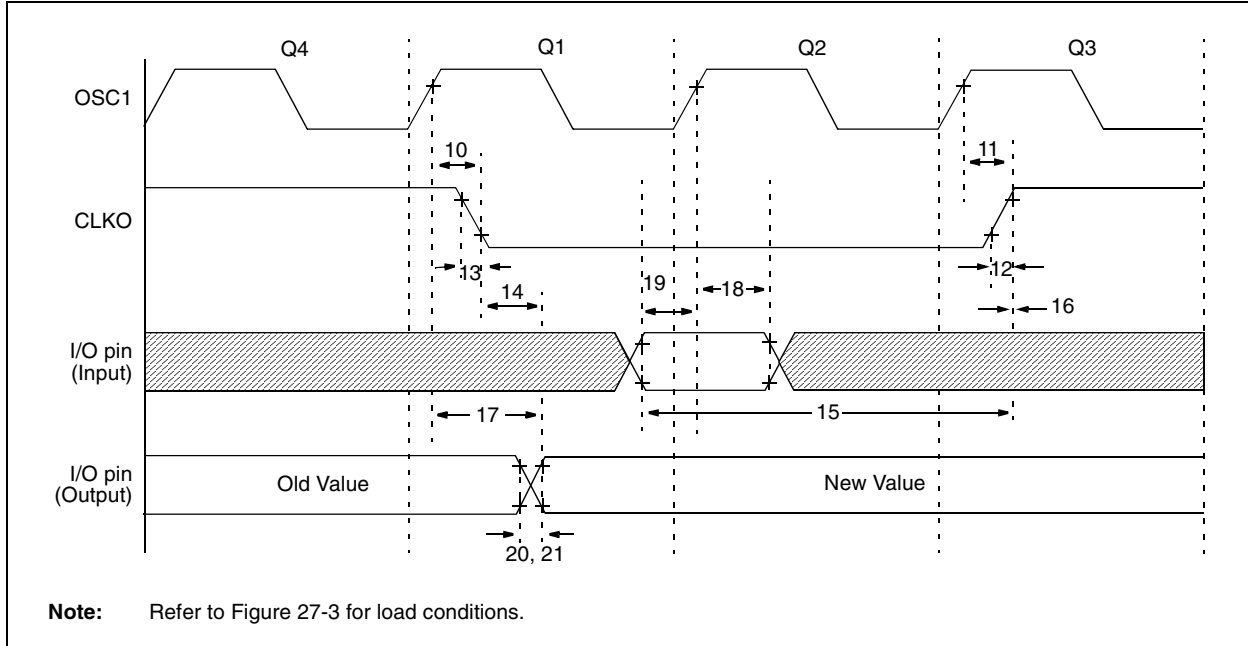 Q4 Q1 Q2 Q3
OSC1
10 11
CLKO
13 12
14 19 18 16
I/O pin
(Input)
17 15
I/O pin
(Output)
Old Value New Value
20, 21
Note: Refer to Figure 27-3 for load conditions.